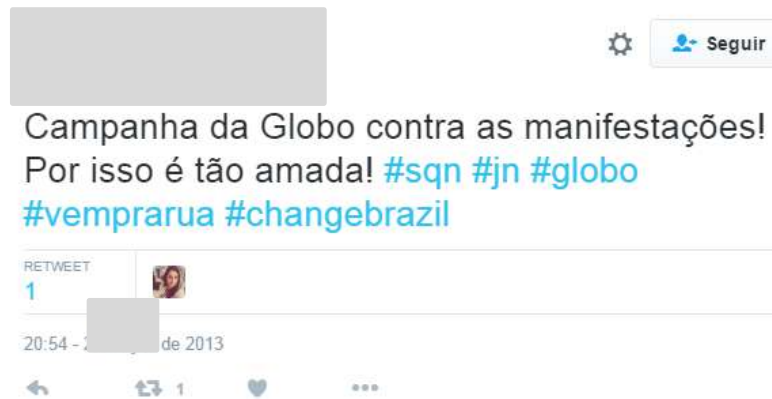 Seguir
Campanha da Globo contra as manifestações!
Por isso é tão amada! #sqn #jn #globo
#vemprarua #changebrazil
RETWEET
1
20:54 - de 2013
1